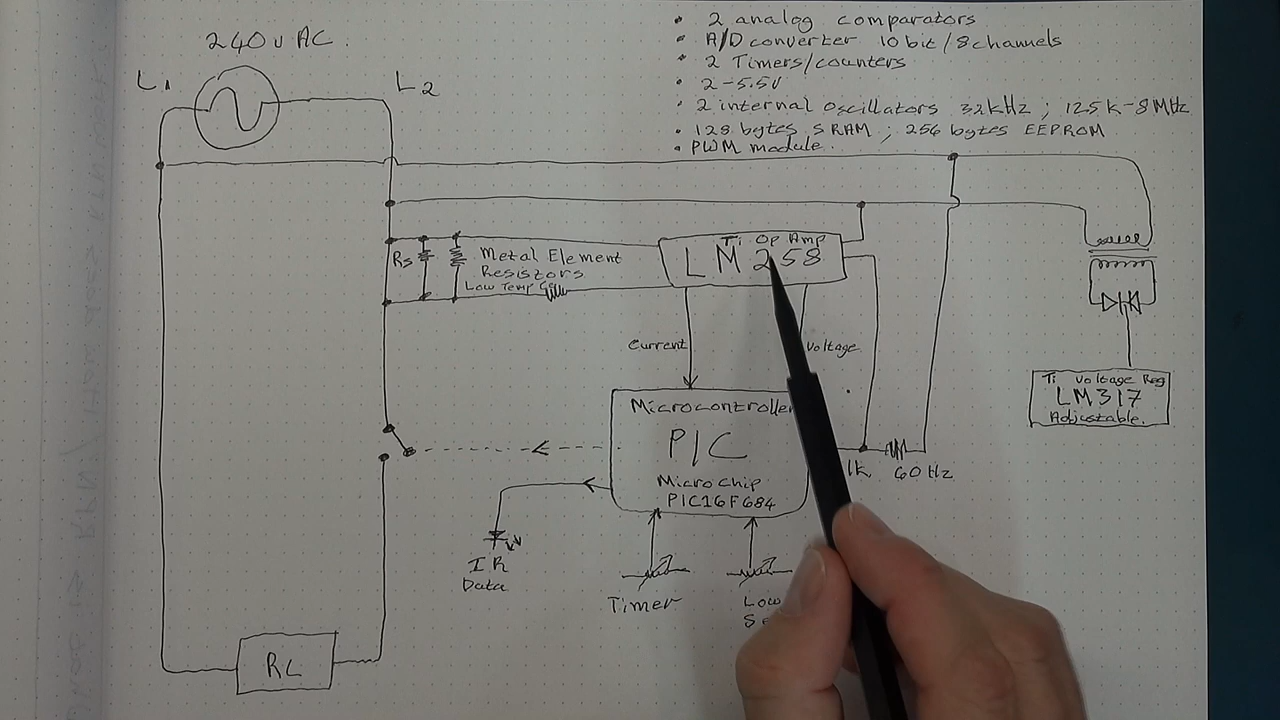 240v AC.
L1
L2
• 2 analog comparators
• A/D converter 10 bit/8 channels
• 2 Timers/counters
• 2-5.5V
• 2 internal Oscillators 32kHz ; 125k-8MHz
• 128 bytes SRAM ; 256 bytes EEPROM
• PWM module.
Rs
Metal Element
Resistors
Low Temp
Ti Op Amp
LM258
Current
Voltage
Ti Voltage Reg
LM317
Adjustable.
Microcontroller
PIC
Microchip
PIC16F684
1k
60Hz
IR
Data
Timer
Low
RL